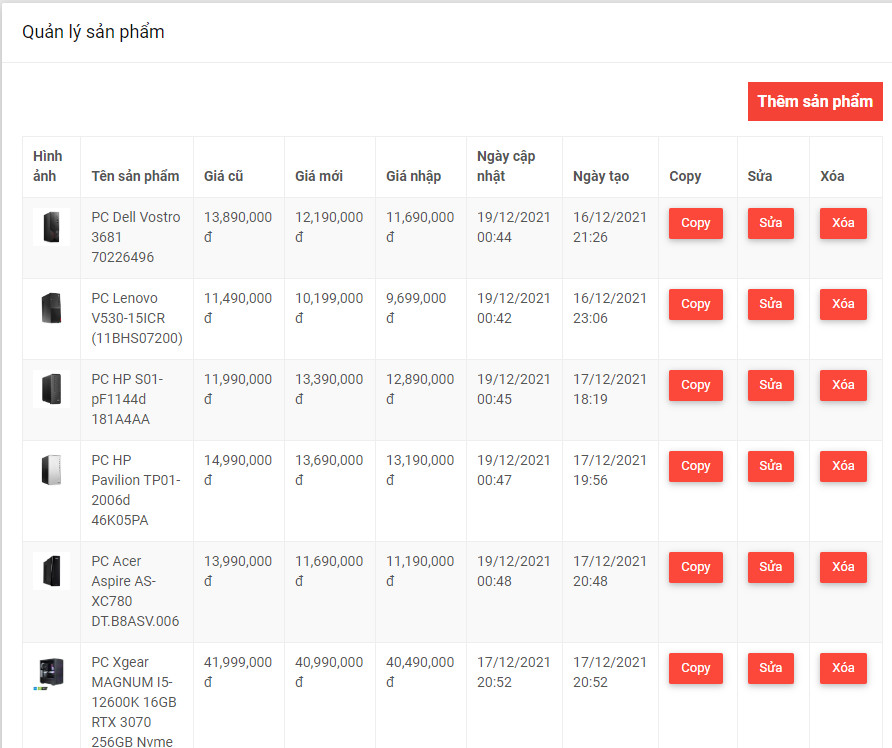 Quản lý sản phẩm
Thêm sản phẩm
Hình ảnh Tên sản phẩm Giá cũ Giá mới Giá nhập Ngày cập nhật Ngày tạo Copy Sửa Xóa
PC Dell Vostro 13,890,000 12,190,000 11,690,000 19/12/2021 16/12/2021 Copy Sửa Xóa
3681 đ đ đ 00:44 21:26
70226496
PC Lenovo 11,490,000 10,199,000 9,699,000 19/12/2021 16/12/2021 Copy Sửa Xóa
V530-15ICR đ đ đ 00:42 23:06
(11BHS07200)
PC HP S01- 11,990,000 13,390,000 12,890,000 19/12/2021 17/12/2021 Copy Sửa Xóa
pF1144d đ đ đ 00:45 18:19
181A4AA
PC HP 14,990,000 13,690,000 13,190,000 19/12/2021 17/12/2021 Copy Sửa Xóa
Pavilion TP01- đ đ đ 00:47 19:56
2006d
46K05PA
PC Acer 13,990,000 11,690,000 11,190,000 19/12/2021 17/12/2021 Copy Sửa Xóa
Aspire AS- đ đ đ 00:48 20:48
XC780
DT.B8ASV.006
PC Xgear 41,999,000 40,990,000 40,490,000 17/12/2021 17/12/2021 Copy Sửa Xóa
MAGNUM I5- đ đ đ 20:52 20:52
12600K 16GB
RTX 3070
256GB Nvme